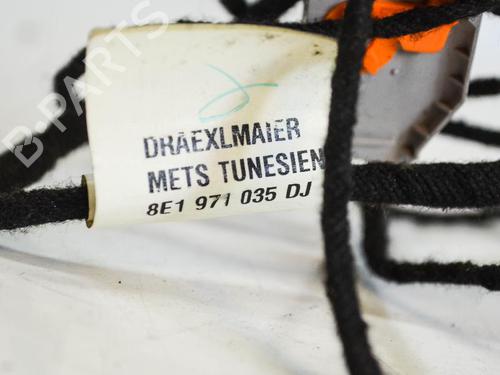 B-PARTS
DRAEXLMAIER
METS TUNESIEN
8E1 971 035 DJ